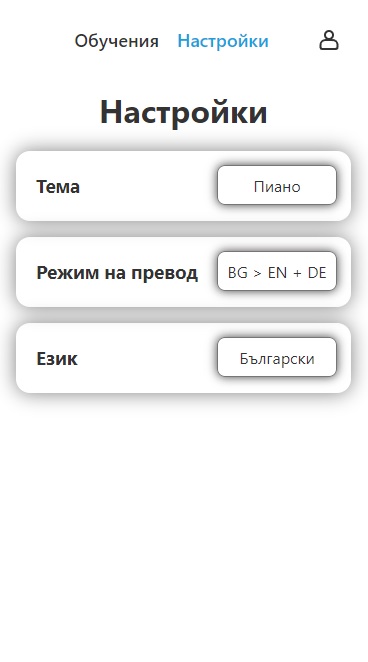 Обучения Настройки
Настройки
Тема Пиано
Режим на превод BG > EN + DE
Език Български